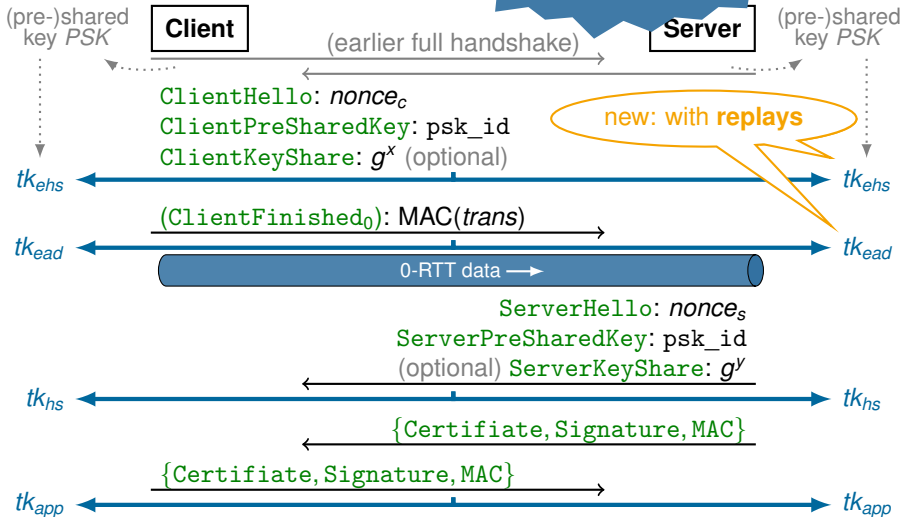 (pre-)shared key PSK
Client
(earlier full handshake)
Server
(pre-)shared key PSK
ClientHello: nonce_c
ClientPreSharedKey: psk_id
ClientKeyShare: g^x (optional)
new: with replays
tk_ehs
tk_ehs
(ClientFinished_0): MAC(trans)
tk_ead
tk_ead
0-RTT data →
ServerHello: nonce_s
ServerPreSharedKey: psk_id
(optional) ServerKeyShare: g^y
tk_hs
tk_hs
{Certifiate, Signature, MAC}
{Certifiate, Signature, MAC}
tk_app
tk_app